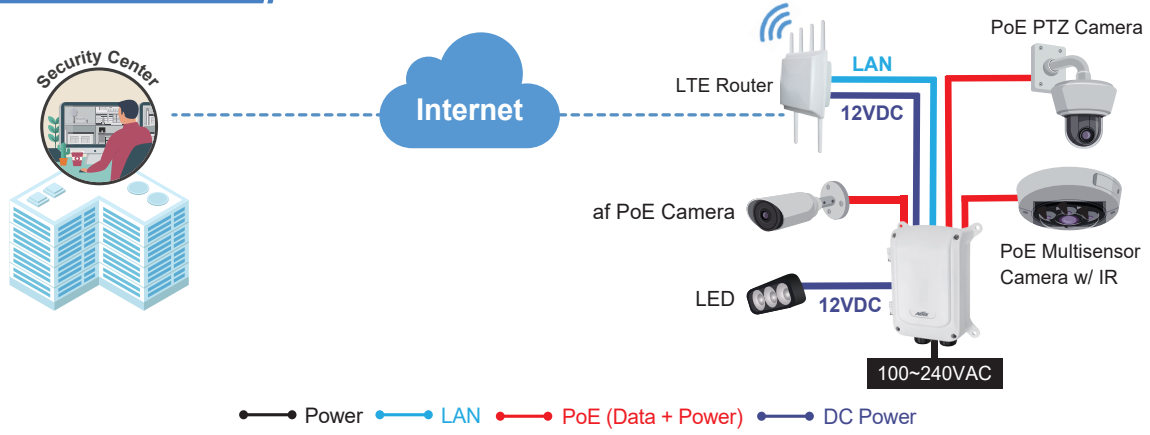 Security Center
Internet
LTE Router
LAN
12VDC
PoE PTZ Camera
af PoE Camera
PoE Multisensor
Camera w/ IR
LED
12VDC
100~240VAC
Power
LAN
PoE (Data + Power)
DC Power